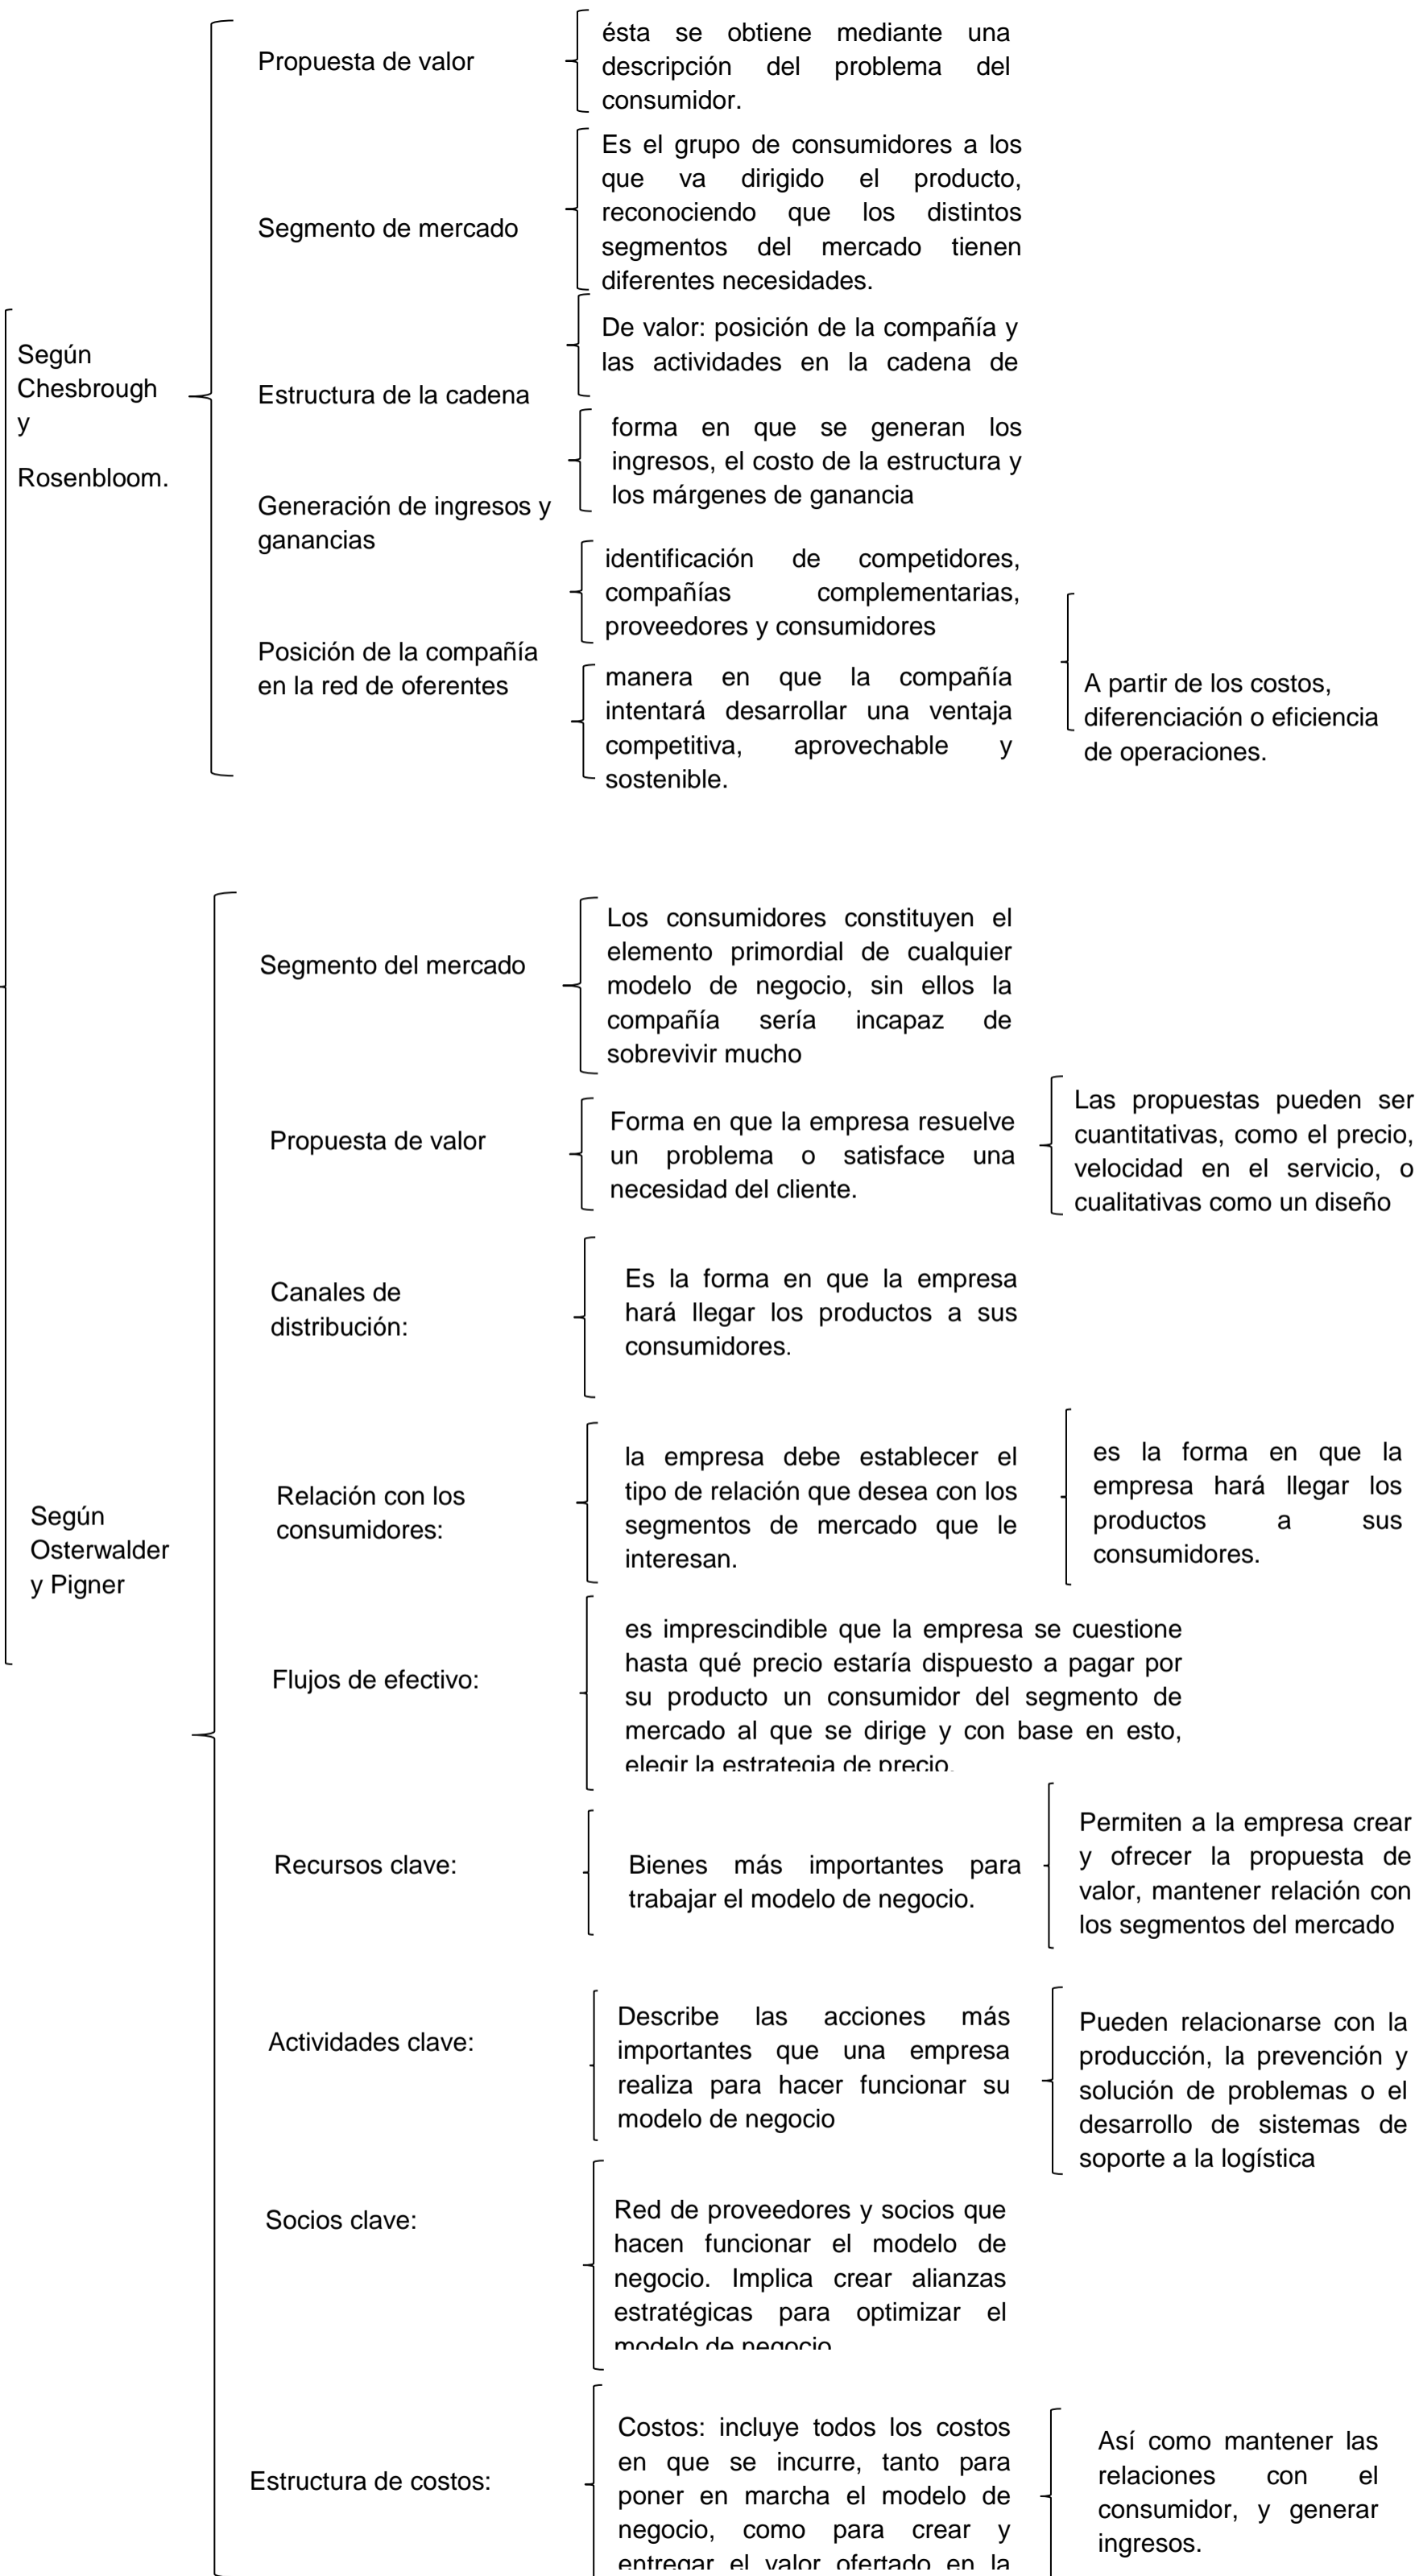 Según
Chesbrough
y
Rosenbloom.
Propuesta de valor
ésta se obtiene mediante una
descripción del problema del
consumidor.
Segmento de mercado
Es el grupo de consumidores a los
que va dirigido el producto,
reconociendo que los distintos
segmentos del mercado tienen
diferentes necesidades.
Estructura de la cadena
De valor: posición de la compañía y
las actividades en la cadena de
Generación de ingresos y
ganancias
forma en que se generan los
ingresos, el costo de la estructura y
los márgenes de ganancia
Posición de la compañía
en la red de oferentes
identificación de competidores,
compañías complementarias,
proveedores y consumidores
manera en que la compañía
intentará desarrollar una ventaja
competitiva, aprovechable y
sostenible.
A partir de los costos,
diferenciación o eficiencia
de operaciones.
Según
Osterwalder
y Pigner
Segmento del mercado
Los consumidores constituyen el
elemento primordial de cualquier
modelo de negocio, sin ellos la
compañía sería incapaz de
sobrevivir mucho
Propuesta de valor
Forma en que la empresa resuelve
un problema o satisface una
necesidad del cliente.
Las propuestas pueden ser
cuantitativas, como el precio,
velocidad en el servicio, o
cualitativas como un diseño
Canales de
distribución:
Es la forma en que la empresa
hará llegar los productos a sus
consumidores.
Relación con los
consumidores:
la empresa debe establecer el
tipo de relación que desea con los
segmentos de mercado que le
interesan.
es la forma en que la
empresa hará llegar los
productos a sus
consumidores.
Flujos de efectivo:
es imprescindible que la empresa se cuestione
hasta qué precio estaría dispuesto a pagar por
su producto un consumidor del segmento de
mercado al que se dirige y con base en esto,
elegir la estrategia de precio.
Recursos clave:
Bienes más importantes para
trabajar el modelo de negocio.
Permiten a la empresa crear
y ofrecer la propuesta de
valor, mantener relación con
los segmentos del mercado
Actividades clave:
Describe las acciones más
importantes que una empresa
realiza para hacer funcionar su
modelo de negocio
Pueden relacionarse con la
producción, la prevención y
solución de problemas o el
desarrollo de sistemas de
soporte a la logística
Socios clave:
Red de proveedores y socios que
hacen funcionar el modelo de
negocio. Implica crear alianzas
estratégicas para optimizar el
modelo de negocio
Estructura de costos:
Costos: incluye todos los costos
en que se incurre, tanto para
poner en marcha el modelo de
negocio, como para crear y
entregar el valor ofertado en la
Así como mantener las
relaciones con el
consumidor, y generar
ingresos.